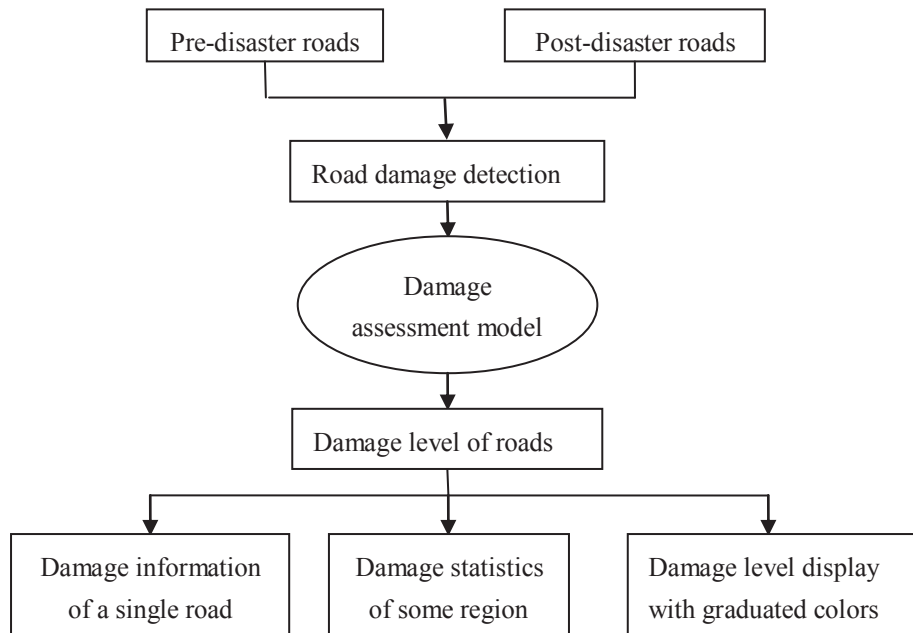 Pre-disaster roads
Post-disaster roads
Road damage detection
Damage
assessment model
Damage level of roads
Damage information
of a single road
Damage statistics
of some region
Damage level display
with graduated colors